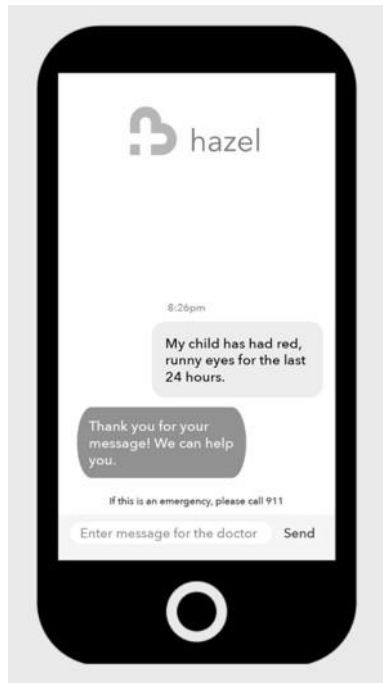 hazel
8:26pm
My child has had red,
runny eyes for the last
24 hours.
Thank you for your
message! We can help
you.
If this is an emergency, please call 911
Enter message for the doctor Send